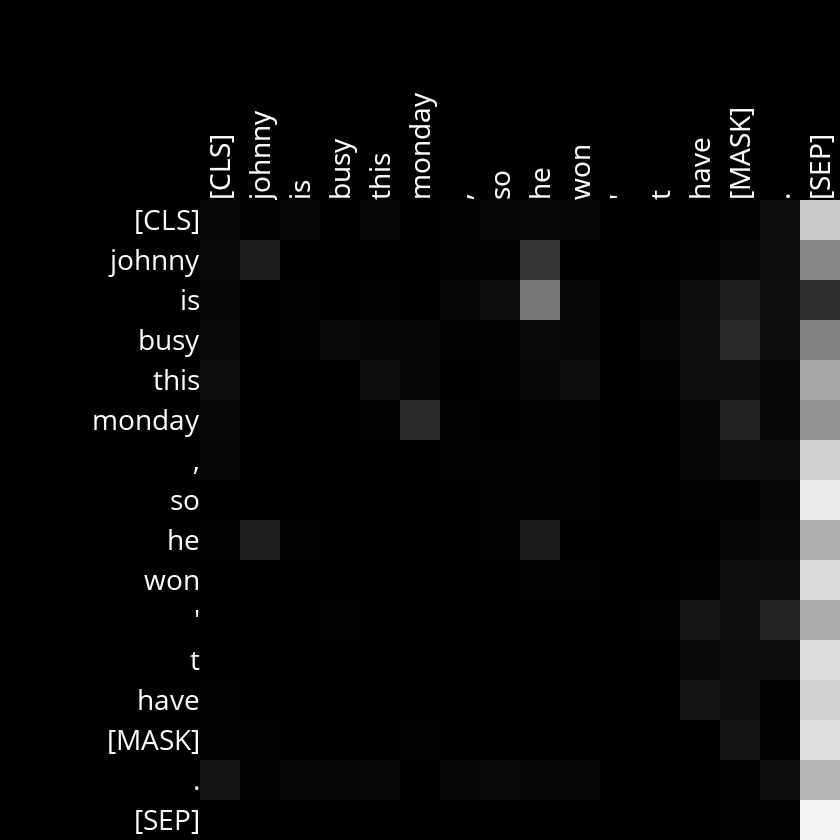 [CLS] johnny is busy this monday , so he won ' t have [MASK] . [SEP]
[CLS]
johnny
is
busy
this
monday
,
so
he
won
'
t
have
[MASK]
.
[SEP]